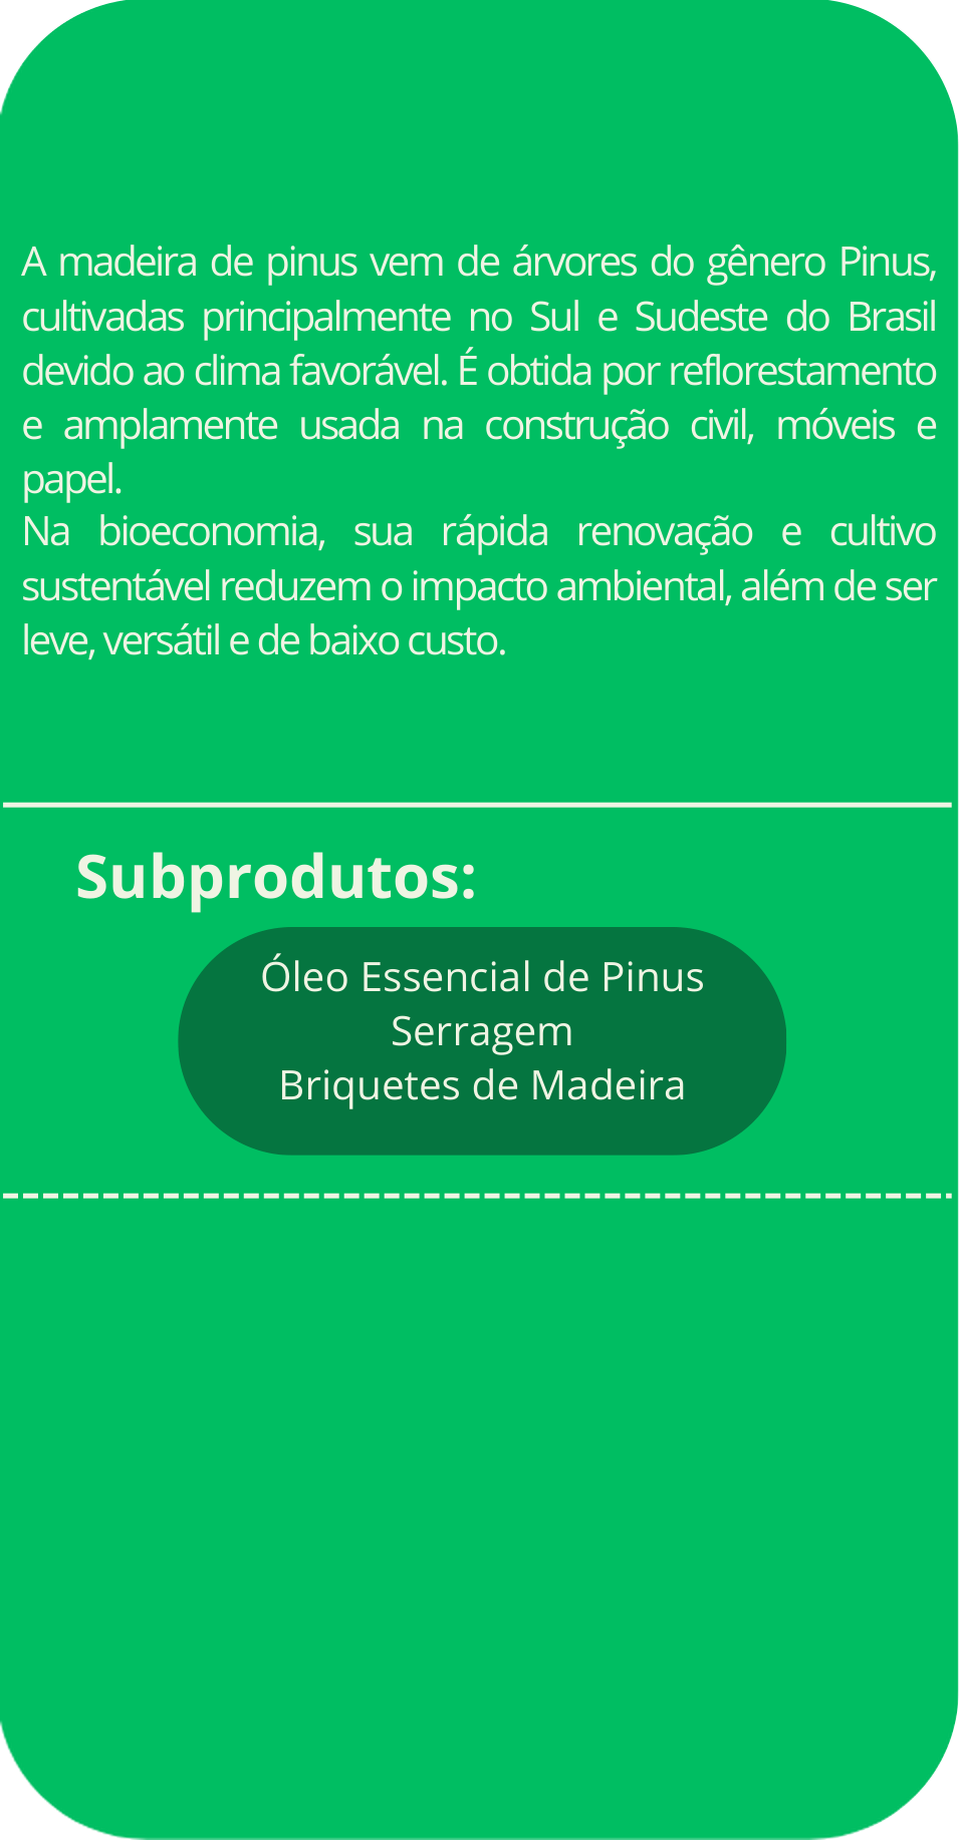 A madeira de pinus vem de árvores do gênero Pinus,
cultivadas principalmente no Sul e Sudeste do Brasil
devido ao clima favorável. É obtida por reflorestamento
e amplamente usada na construção civil, móveis e
papel.
Na bioeconomia, sua rápida renovação e cultivo
sustentável reduzem o impacto ambiental, além de ser
leve, versátil e de baixo custo.
Subprodutos:
Óleo Essencial de Pinus
Serragem
Briquetes de Madeira